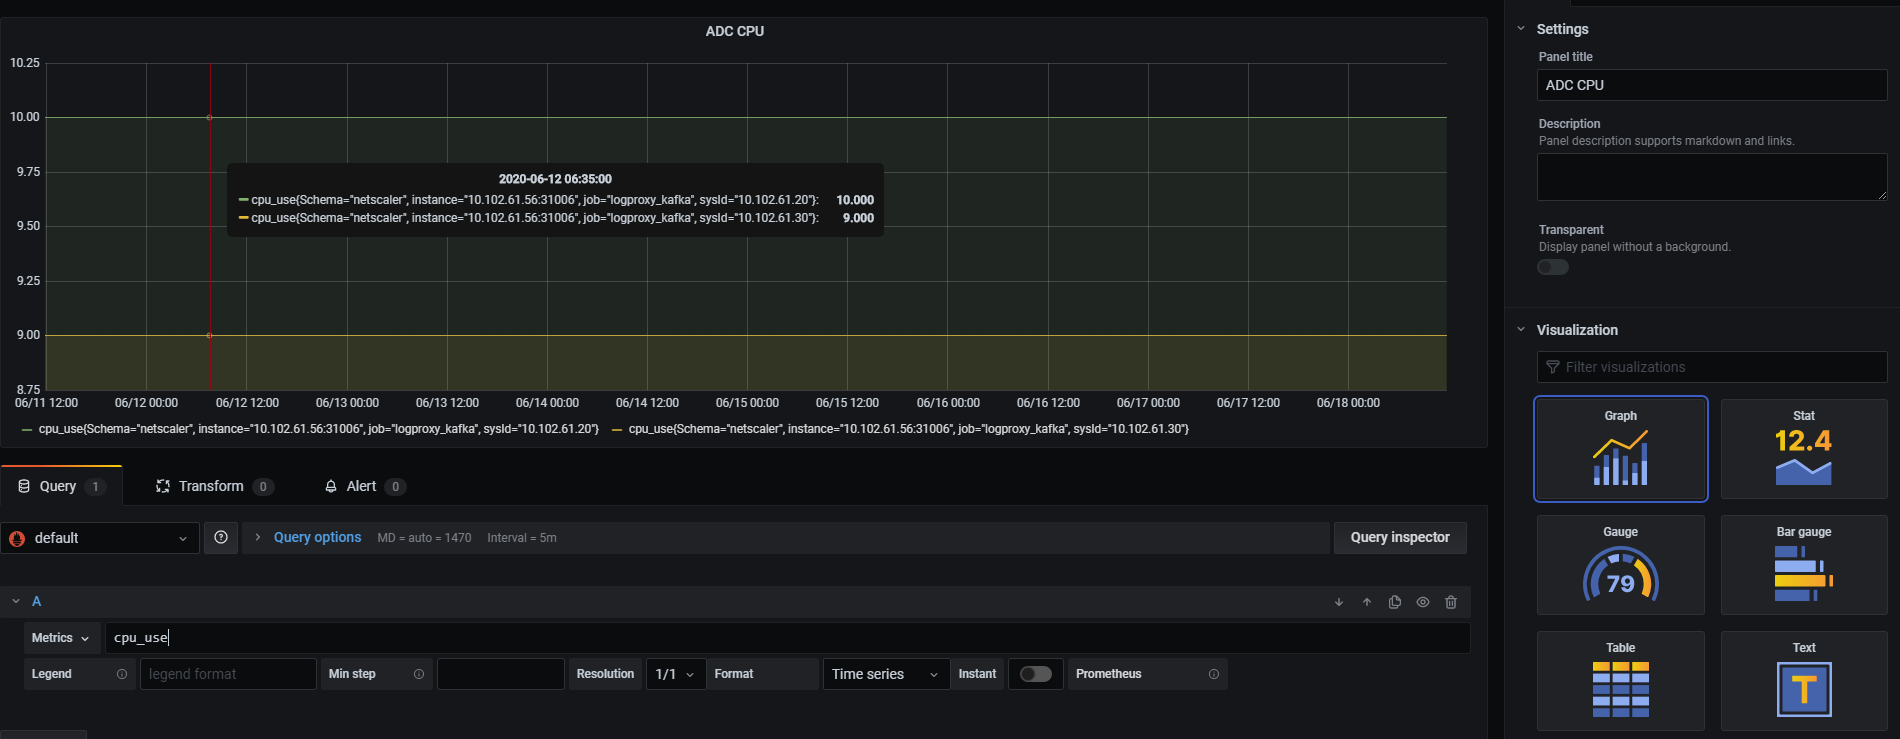 ADC CPU
10.25
10.00
9.75
9.50
9.25
9.00
8.75
2020-06-12 06:35:00
cpu_use{Schema="netscaler", instance="10.102.61.56:31006", job="logproxy_kafka", sysId="10.102.61.20"}: 10.000
cpu_use{Schema="netscaler", instance="10.102.61.56:31006", job="logproxy_kafka", sysId="10.102.61.30"}: 9.000
06/11 12:00 06/12 00:00 06/12 12:00 06/13 00:00 06/13 12:00 06/14 00:00 06/14 12:00 06/15 00:00 06/15 12:00 06/16 00:00 06/16 12:00 06/17 00:00 06/17 12:00 06/18 00:00
cpu_use{Schema="netscaler", instance="10.102.61.56:31006", job="logproxy_kafka", sysId="10.102.61.20"} cpu_use{Schema="netscaler", instance="10.102.61.56:31006", job="logproxy_kafka", sysId="10.102.61.30"}
Query 1 Transform 0 Alert 0
default Query options MD = auto = 1470 Interval = 5m Query inspector
A
Metrics cpu_use
Legend legend format Min step Resolution 1/1 Format Time series Instant Prometheus
Settings
Panel title
ADC CPU
Description
Panel description supports markdown and links.
Transparent
Display panel without a background.
Visualization
Filter visualizations
Graph Stat
12.4
Gauge Bar gauge
79
Table Text
T